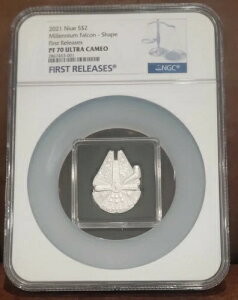 2021 Niue S$2
Millennium Falcon - Shape
First Releases
PF 70 ULTRA CAMEO
FIRST RELEASES
NGC